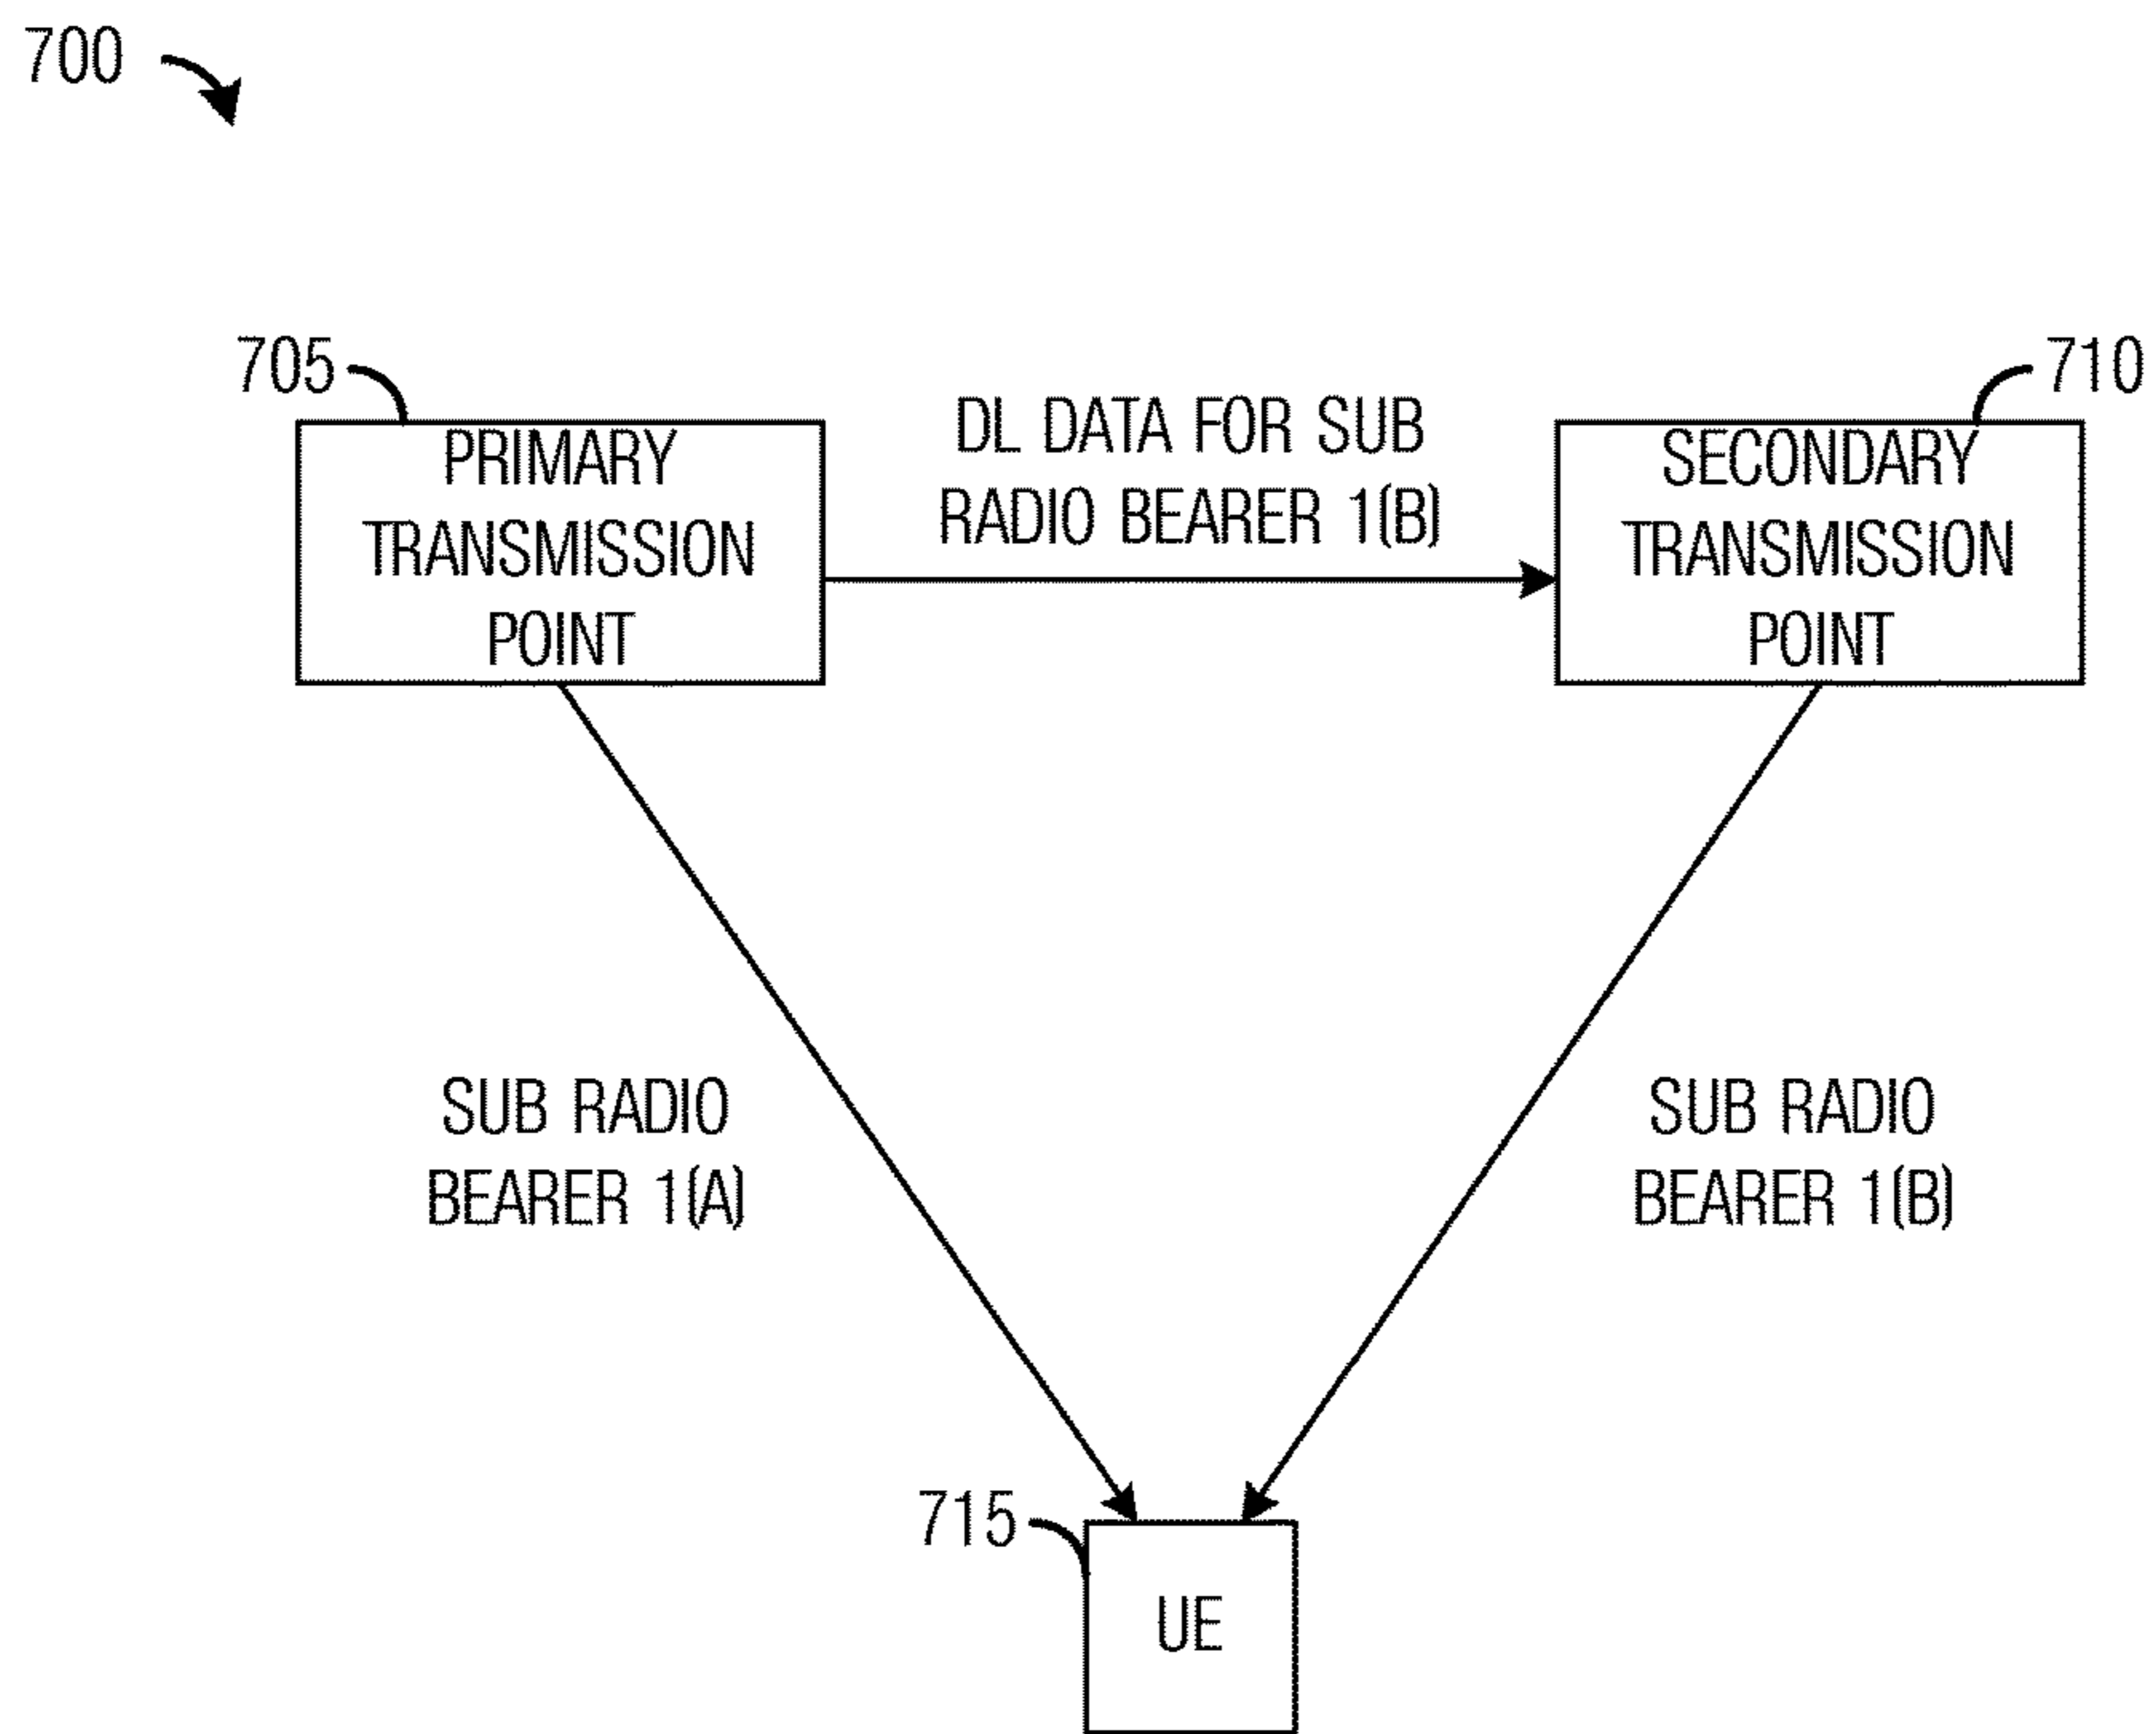 700
705
710
PRIMARY
TRANSMISSION
POINT
DL DATA FOR SUB
RADIO BEARER 1(B)
SECONDARY
TRANSMISSION
POINT
SUB RADIO
BEARER 1(A)
SUB RADIO
BEARER 1(B)
715
UE